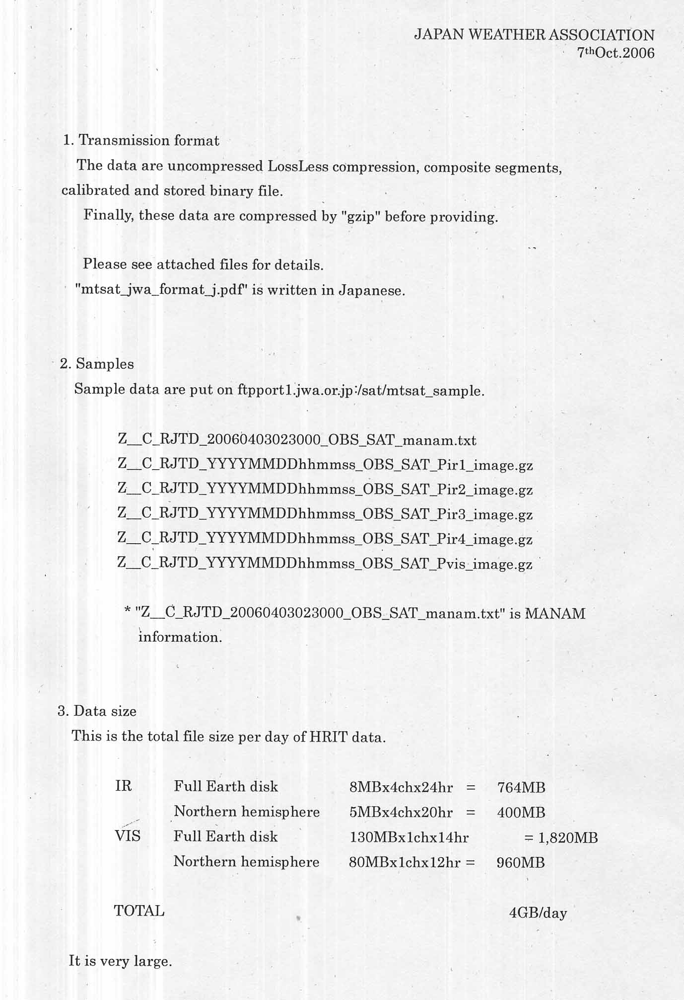 JAPAN WEATHER ASSOCIATION
7thOct.2006
1. Transmission format
The data are uncompressed LossLess compression, composite segments,
calibrated and stored binary file.
Finally, these data are compressed by "gzip" before providing.
Please see attached files for details.
"mtsat_jwa_format_j.pdf" is written in Japanese.
2. Samples
Sample data are put on ftpport1.jwa.or.jp:/sat/mtsat_sample.
Z__C_RJTD_20060403023000_OBS_SAT_manam.txt
Z__C_RJTD_YYYYMMDDhhmmss_OBS_SAT_Pir1_image.gz
Z__C_RJTD_YYYYMMDDhhmmss_OBS_SAT_Pir2_image.gz
Z__C_RJTD_YYYYMMDDhhmmss_OBS_SAT_Pir3_image.gz
Z__C_RJTD_YYYYMMDDhhmmss_OBS_SAT_Pir4_image.gz
Z__C_RJTD_YYYYMMDDhhmmss_OBS_SAT_Pvis_image.gz
* "Z__C_RJTD_20060403023000_OBS_SAT_manam.txt" is MANAM
information.
3. Data size
This is the total file size per day of HRIT data.
IR Full Earth disk 8MBx4chx24hr = 764MB
Northern hemisphere 5MBx4chx20hr = 400MB
VIS Full Earth disk 130MBx1chx14hr = 1,820MB
Northern hemisphere 80MBx1chx12hr = 960MB
TOTAL 4GB/day
It is very large.